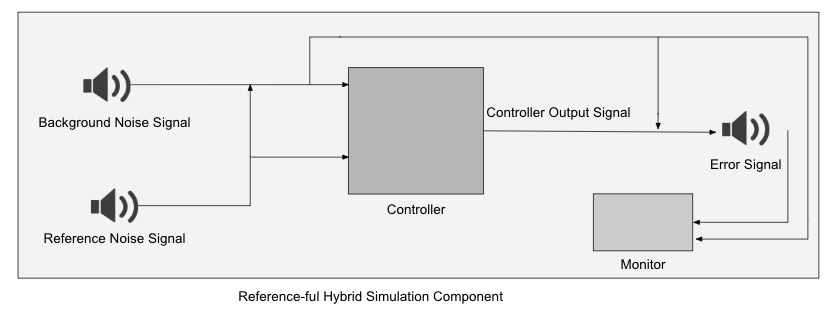 Background Noise Signal
Controller Output Signal
Error Signal
Controller
Reference Noise Signal
Monitor
Reference-ful Hybrid Simulation Component